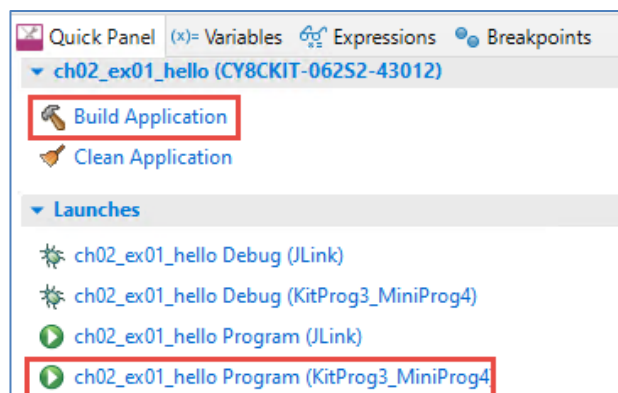 Quick Panel (x)= Variables Expressions Breakpoints
ch02_ex01_hello (CY8CKIT-062S2-43012)
Build Application
Clean Application
Launches
ch02_ex01_hello Debug (JLink)
ch02_ex01_hello Debug (KitProg3_MiniProg4)
ch02_ex01_hello Program (JLink)
ch02_ex01_hello Program (KitProg3_MiniProg4)